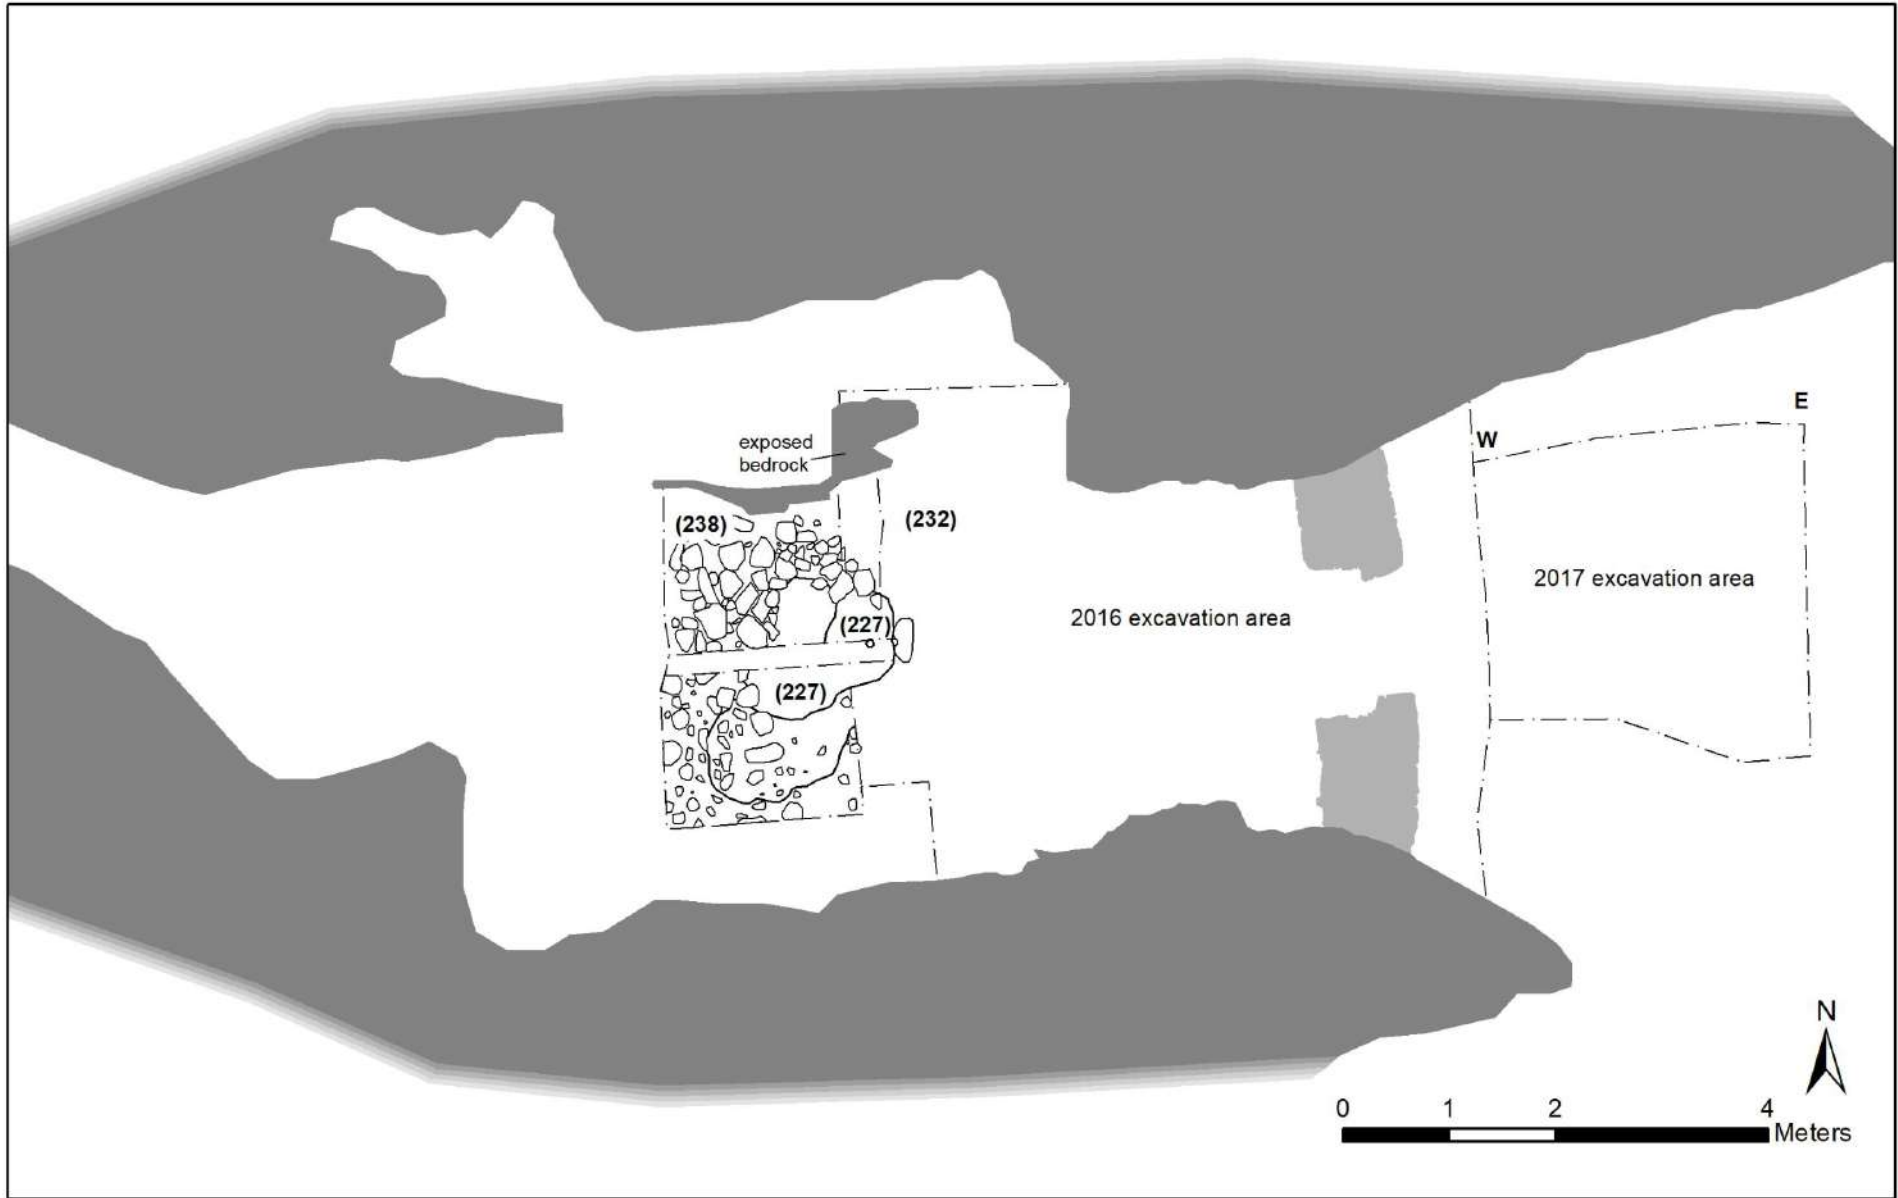 E
W
exposed
bedrock
(238)
(232)
2017 excavation area
2016 excavation area
(227)
(227)
N
0 1 2 4
Meters